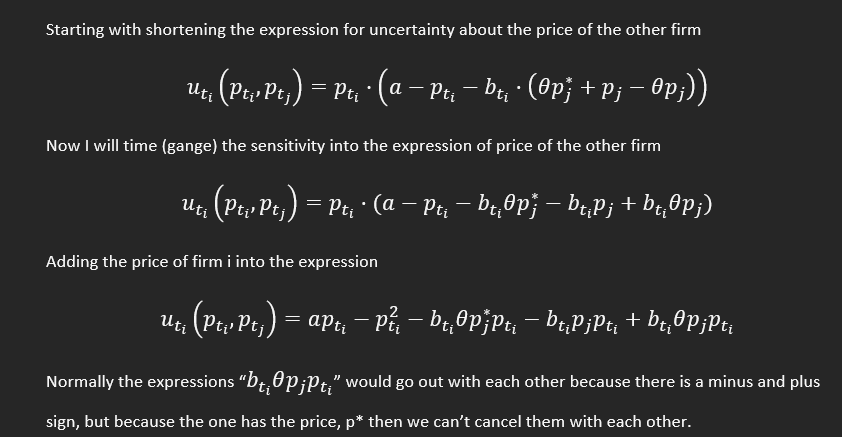 Starting with shortening the expression for uncertainty about the price of the other firm
u_{t_i}(p_{t_i}, p_{t_j}) = p_{t_i} · (a − p_{t_i} − b_{t_i} · (θp_j^* + p_j − θp_j))
Now I will time (gange) the sensitivity into the expression of price of the other firm
u_{t_i}(p_{t_i}, p_{t_j}) = p_{t_i} · (a − p_{t_i} − b_{t_i}θp_j^* − b_{t_i}p_j + b_{t_i}θp_j)
Adding the price of firm i into the expression
u_{t_i}(p_{t_i}, p_{t_j}) = ap_{t_i} − p_{t_i}^2 − b_{t_i}θp_j^*p_{t_i} − b_{t_i}p_jp_{t_i} + b_{t_i}θp_jp_{t_i}
Normally the expressions “b_{t_i}θp_jp_{t_i}” would go out with each other because there is a minus and plus
sign, but because the one has the price, p* then we can’t cancel them with each other.